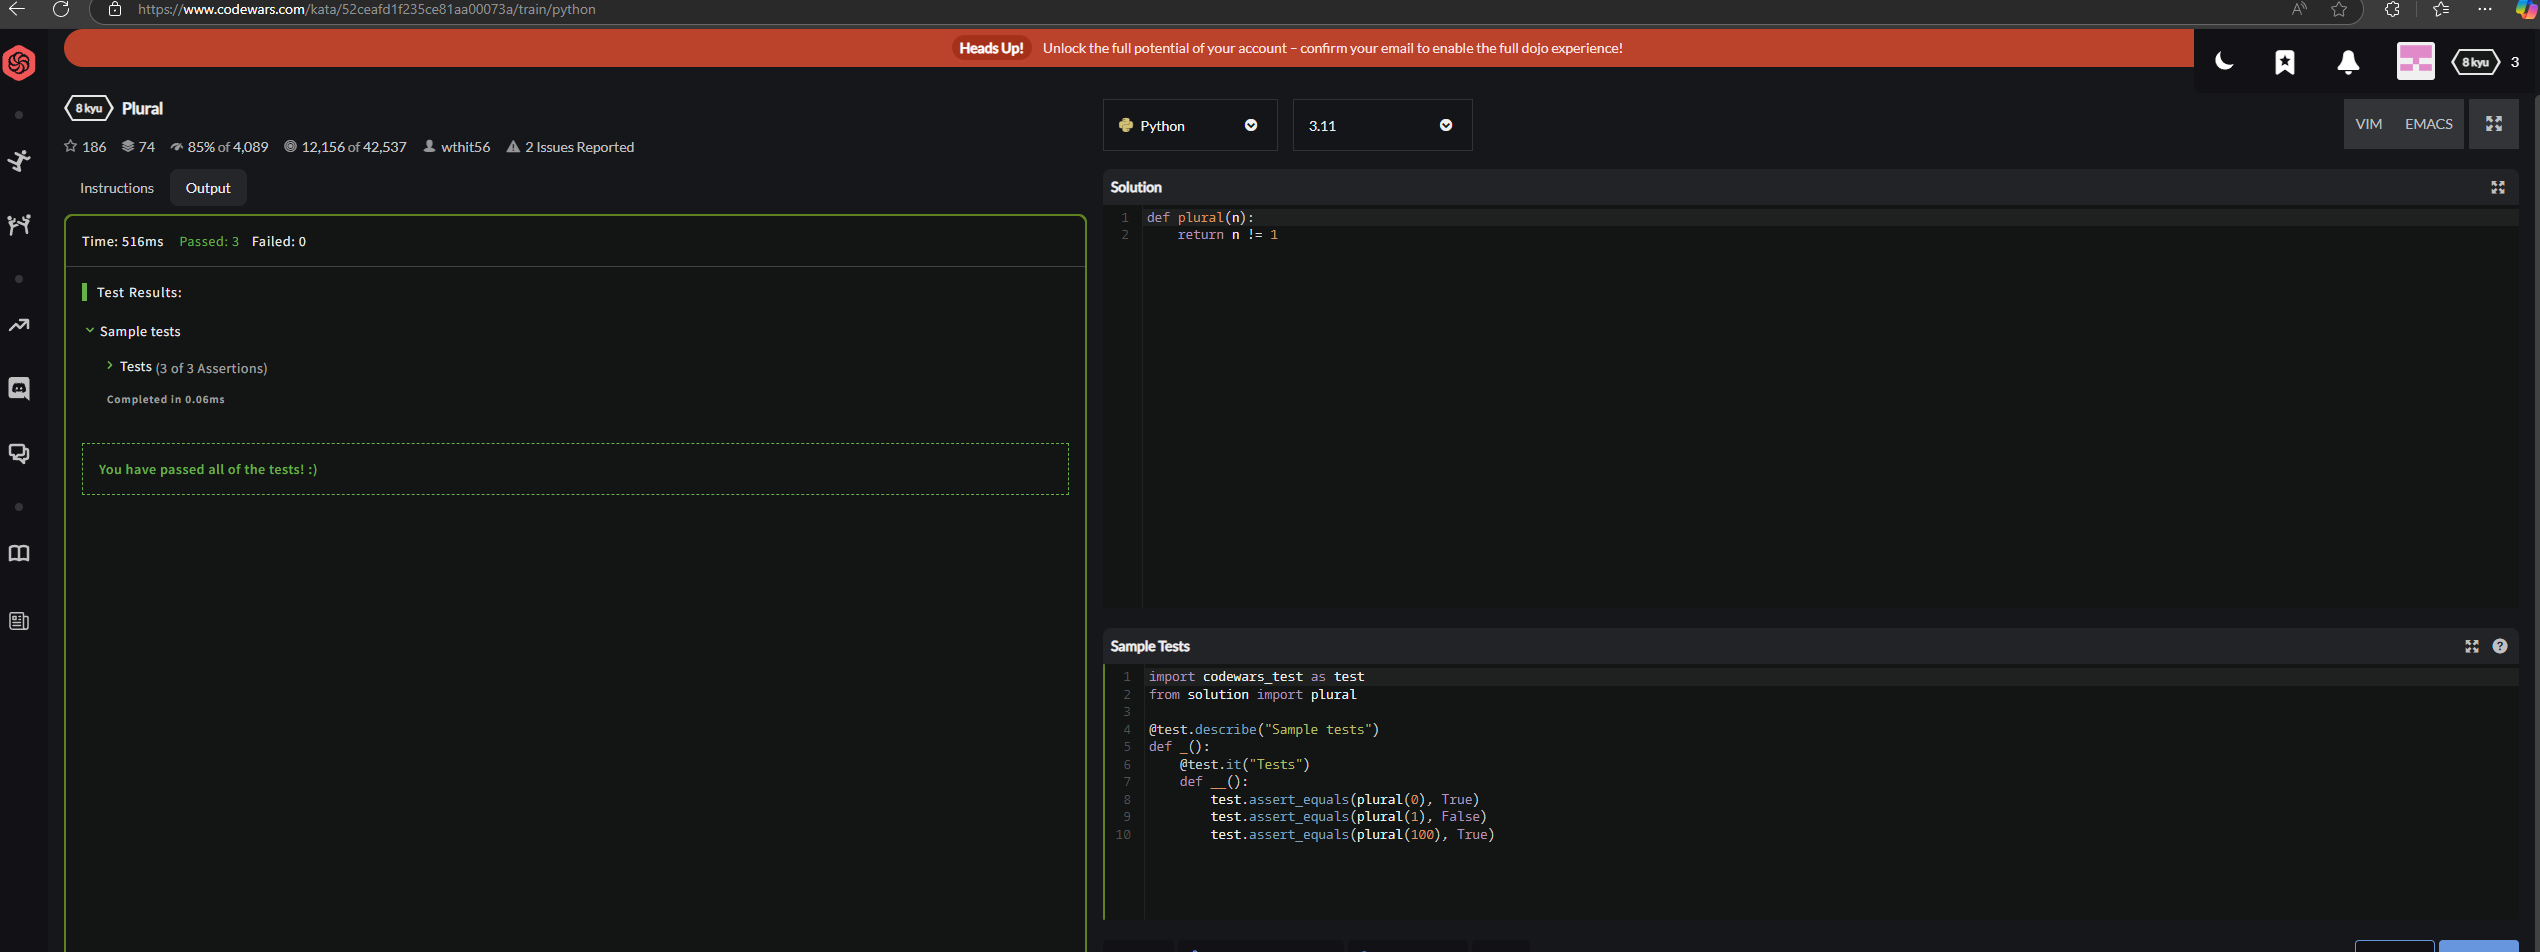 https://www.codewars.com/kata/52ceafd1f235ce81aa00073a/train/python
Heads Up! Unlock the full potential of your account – confirm your email to enable the full dojo experience!
8 kyu 3
8 kyu Plural
186 74 85% of 4,089 12,156 of 42,537 wthit56 2 Issues Reported
Instructions Output
Time: 516ms Passed: 3 Failed: 0
Test Results:
Sample tests
Tests (3 of 3 Assertions)
Completed in 0.06ms
You have passed all of the tests! :)
Python 3.11 VIM EMACS
Solution
1 def plural(n):
2     return n != 1
Sample Tests
1 import codewars_test as test
2 from solution import plural
3
4 @test.describe("Sample tests")
5 def _():
6     @test.it("Tests")
7     def __():
8         test.assert_equals(plural(0), True)
9         test.assert_equals(plural(1), False)
10         test.assert_equals(plural(100), True)